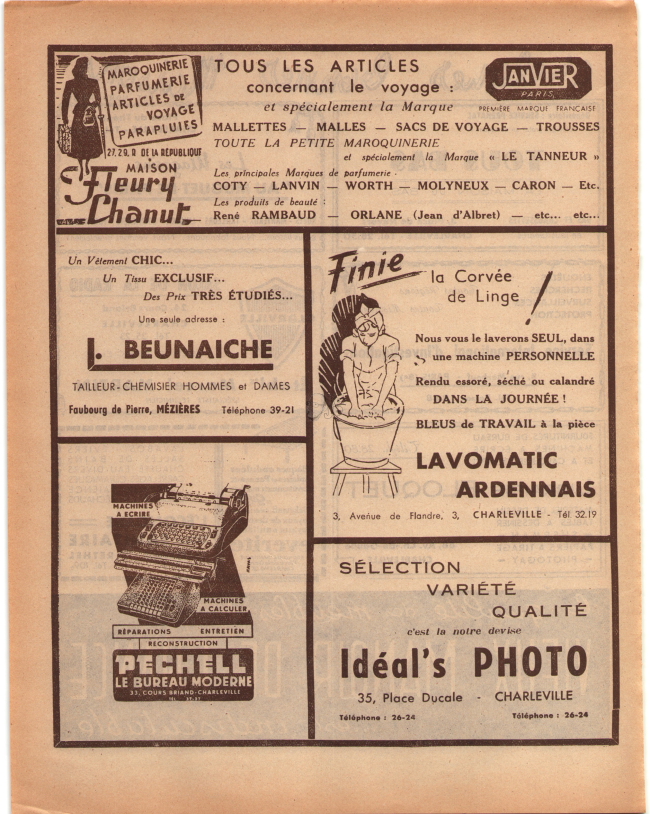 MAROQUINERIE
PARFUMERIE
ARTICLES DE
VOYAGE
PARAPLUIES
27, 29, R. DE LA RÉPUBLIQUE
MAISON
Fleury
Chanut
TOUS LES ARTICLES
concernant le voyage :
et spécialement la Marque
JANVIER
PARIS
PREMIÈRE MARQUE FRANÇAISE
MALLETTES — MALLES — SACS DE VOYAGE — TROUSSES
TOUTE LA PETITE MAROQUINERIE
et spécialement la Marque « LE TANNEUR »
Les principales Marques de parfumerie :
COTY — LANVIN — WORTH — MOLYNEUX — CARON — Etc.
Les produits de beauté :
René RAMBAUD — ORLANE (Jean d'Albret) — etc... etc...
Un Vêtement CHIC...
Un Tissu EXCLUSIF...
Des Prix TRÈS ÉTUDIÉS...
Une seule adresse :
J. BEUNAICHE
TAILLEUR-CHEMISIER HOMMES et DAMES
Faubourg de Pierre, MÉZIÈRES Téléphone 39-21
Finie
la Corvée
de Linge !
Nous vous le laverons SEUL, dans
une machine PERSONNELLE
Rendu essoré, séché ou calandré
DANS LA JOURNÉE !
BLEUS de TRAVAIL à la pièce
LAVOMATIC
ARDENNAIS
3, Avenue de Flandre, 3, CHARLEVILLE - Tél 32.19
MACHINES
A ECRIRE
MACHINES
A CALCULER
RÉPARATIONS ENTRETIEN
RECONSTRUCTION
PECHELL
LE BUREAU MODERNE
33, COURS BRIAND-CHARLEVILLE
SÉLECTION
VARIÉTÉ
QUALITÉ
c'est la notre devise
Idéal's PHOTO
35, Place Ducale - CHARLEVILLE
Téléphone : 26-24 Téléphone : 26-24